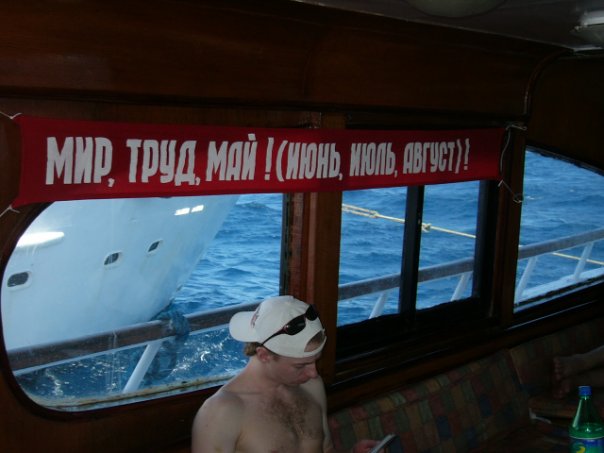 МИР, ТРУД, МАЙ ! (ИЮНЬ, ИЮЛЬ, АВГУСТ) !